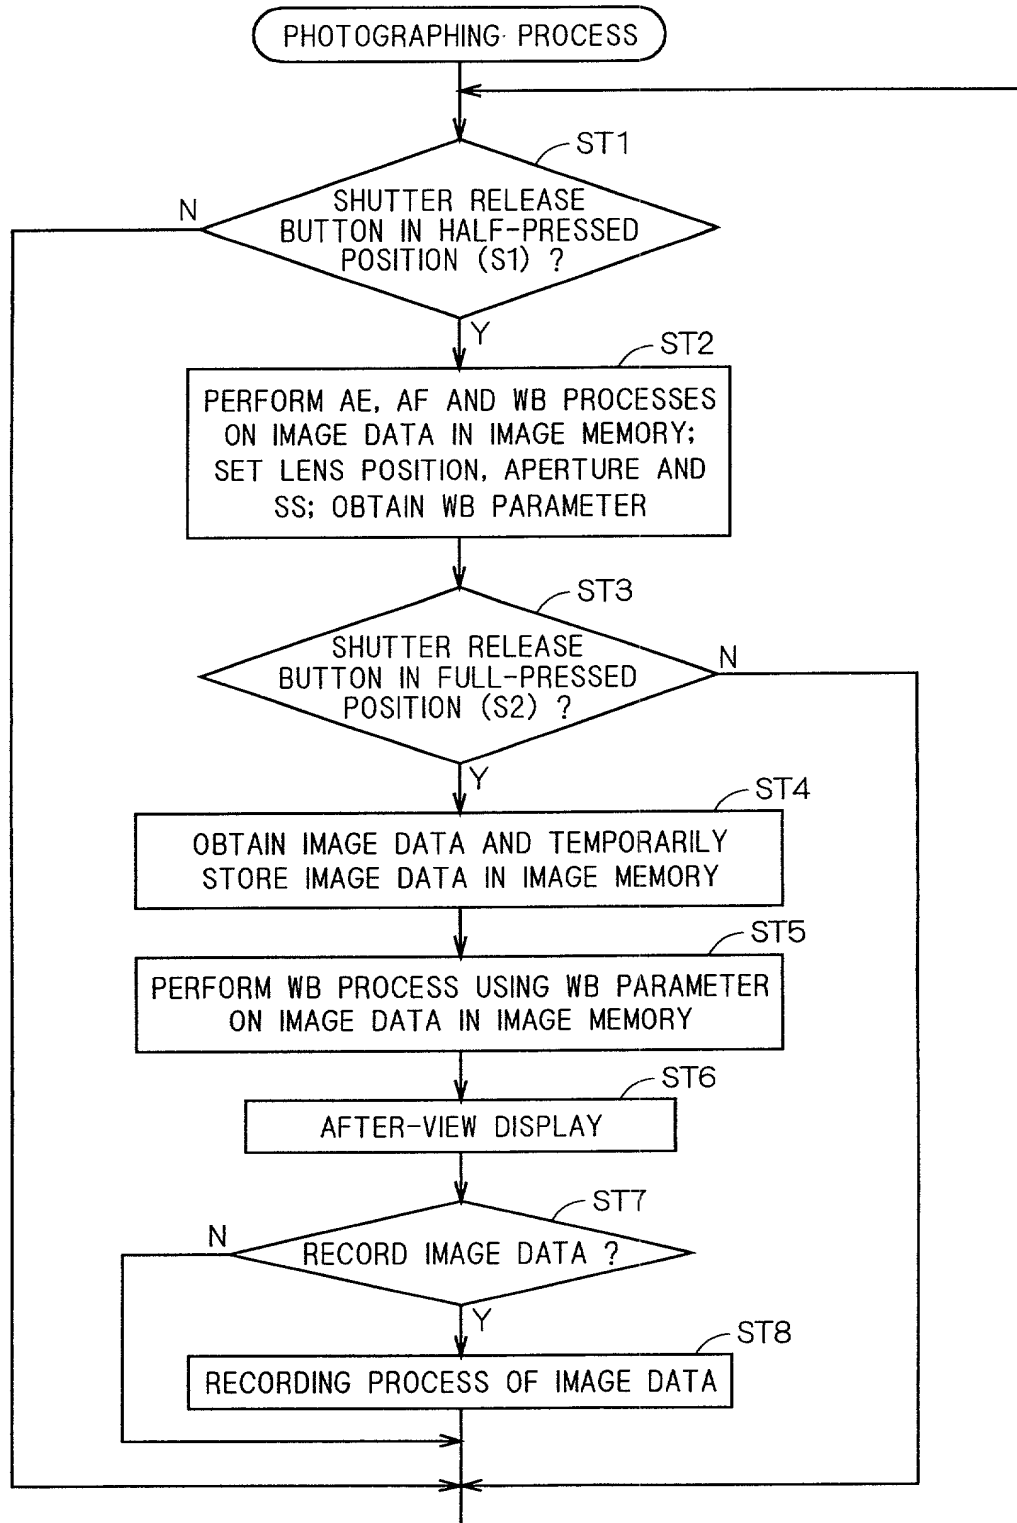 PHOTOGRAPHING PROCESS
ST1
N
SHUTTER RELEASE
BUTTON IN HALF-PRESSED
POSITION (S1) ?
Y
ST2
PERFORM AE, AF AND WB PROCESSES
ON IMAGE DATA IN IMAGE MEMORY;
SET LENS POSITION, APERTURE AND
SS; OBTAIN WB PARAMETER
ST3
SHUTTER RELEASE
BUTTON IN FULL-PRESSED
POSITION (S2) ?
N
Y
ST4
OBTAIN IMAGE DATA AND TEMPORARILY
STORE IMAGE DATA IN IMAGE MEMORY
ST5
PERFORM WB PROCESS USING WB PARAMETER
ON IMAGE DATA IN IMAGE MEMORY
ST6
AFTER-VIEW DISPLAY
ST7
N
RECORD IMAGE DATA ?
Y
ST8
RECORDING PROCESS OF IMAGE DATA